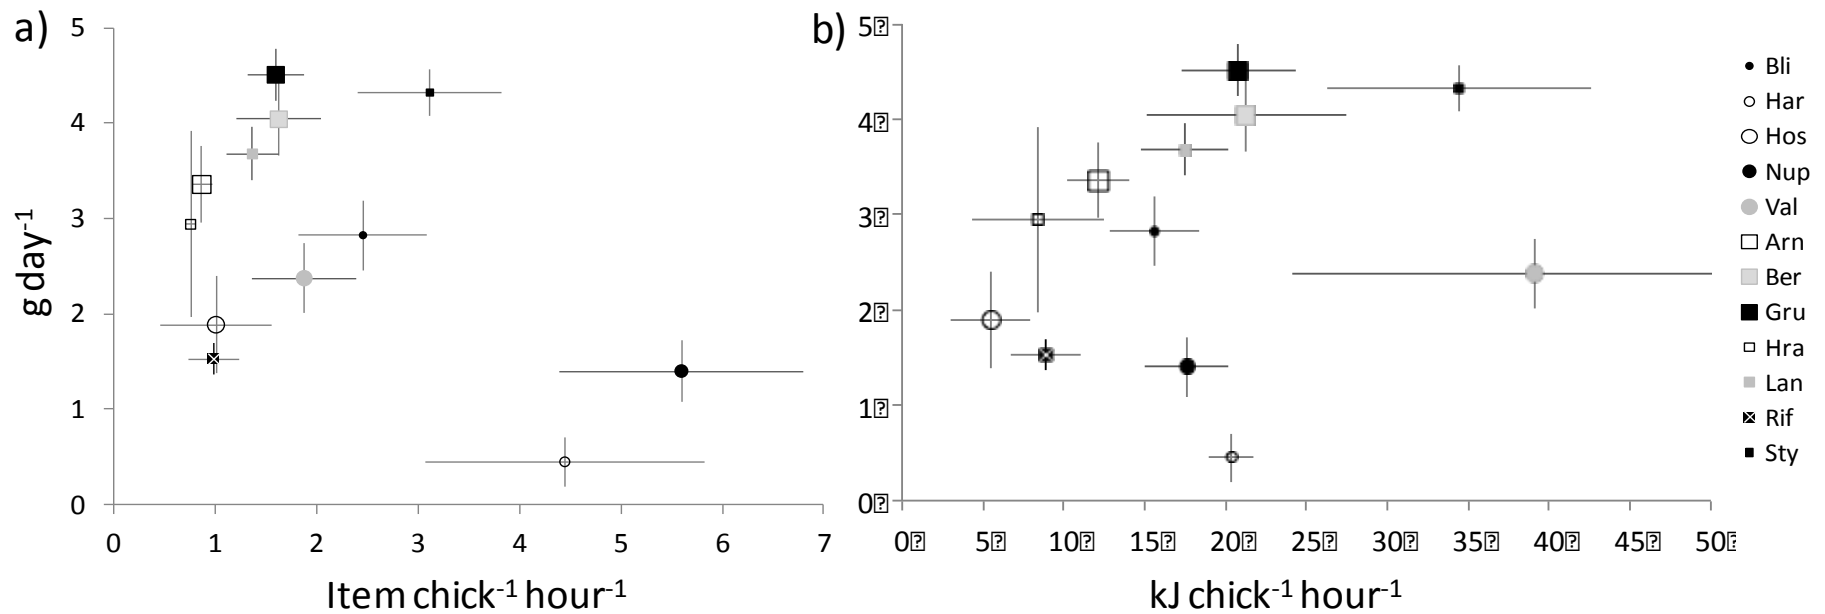 a)
5
4
3
2
1
0
g day⁻¹
0 1 2 3 4 5 6 7
Item chick⁻¹ hour⁻¹
b)
5⍰
4⍰
3⍰
2⍰
1⍰
0⍰
0⍰ 5⍰ 10⍰ 15⍰ 20⍰ 25⍰ 30⍰ 35⍰ 40⍰ 45⍰ 50⍰
kJ chick⁻¹ hour⁻¹
Bli
Har
Hos
Nup
Val
Arn
Ber
Gru
Hra
Lan
Rif
Sty